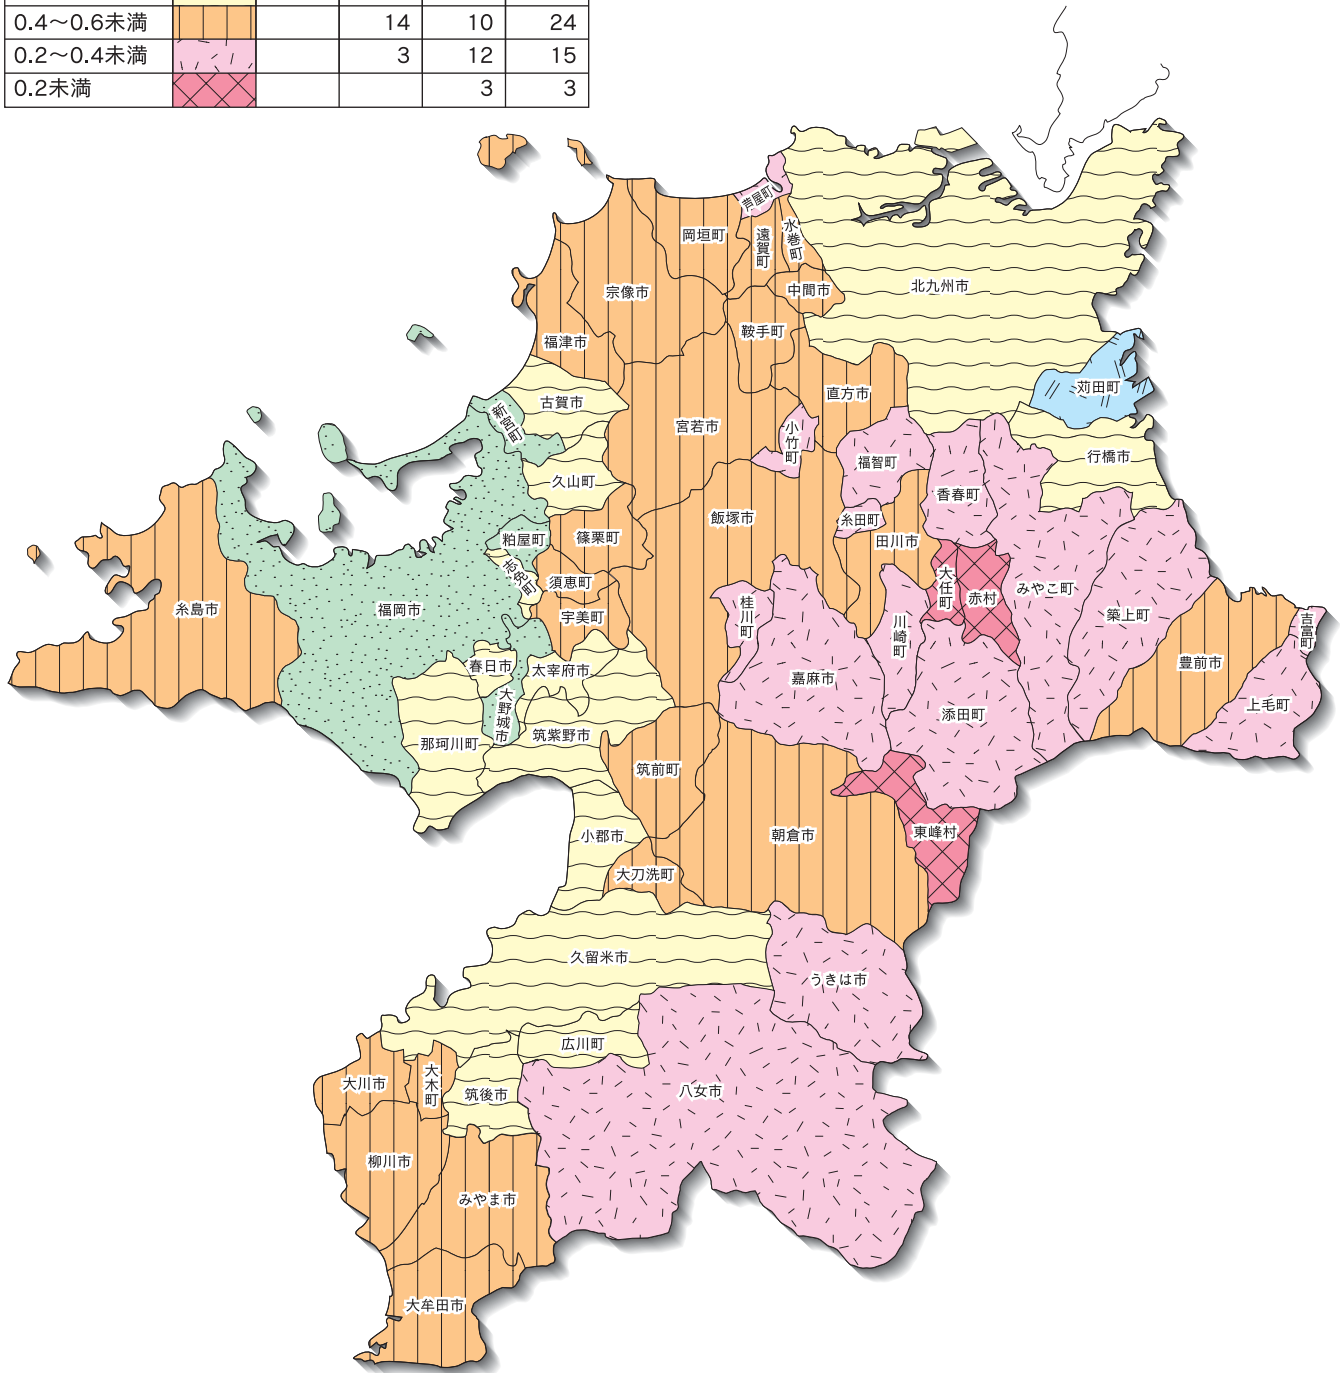 0.4〜0.6未満 14 10 24
0.2〜0.4未満 3 12 15
0.2未満 3 3
芦屋町
岡垣町
遠賀町
水巻町
宗像市
中間市
北九州市
鞍手町
福津市
苅田町
直方市
古賀市
新宮町
宮若市
小竹町
行橋市
福智町
久山町
香春町
飯塚市
糸田町
粕屋町
篠栗町
田川市
志免町
須恵町
大任町
赤村
みやこ町
糸島市
福岡市
宇美町
桂川町
川崎町
築上町
吉富町
春日市
太宰府市
豊前市
嘉麻市
大野城市
添田町
上毛町
那珂川町
筑紫野市
筑前町
小郡市
朝倉市
東峰村
大刀洗町
久留米市
うきは市
広川町
大川市
大木町
筑後市
八女市
柳川市
みやま市
大牟田市